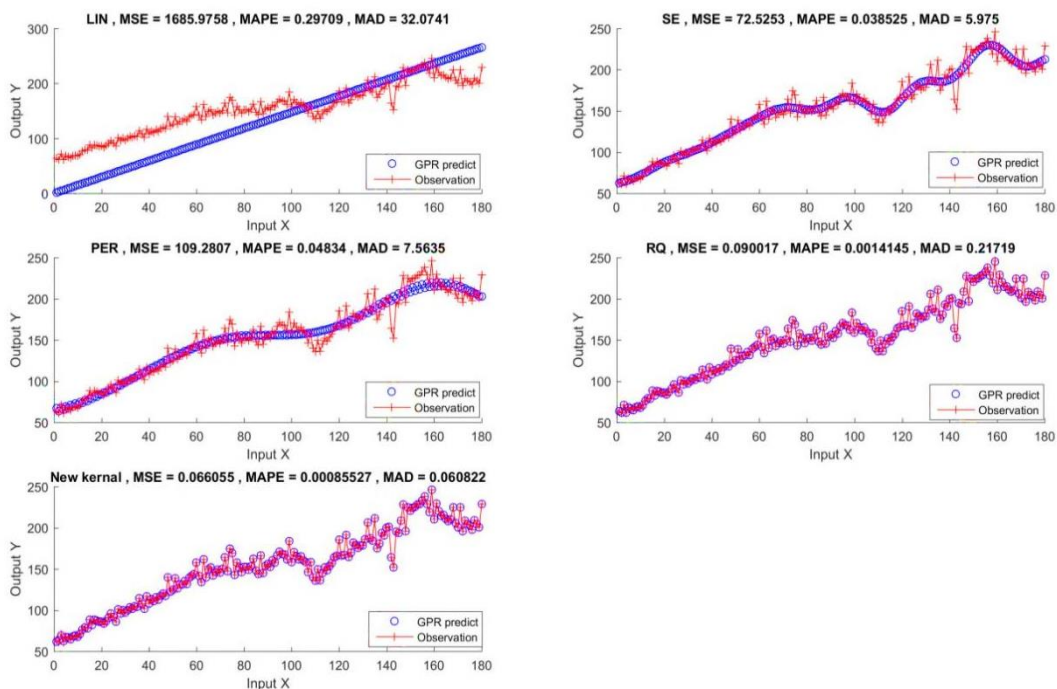 LIN , MSE = 1685.9758 , MAPE = 0.29709 , MAD = 32.0741
Output Y
300
200
100
0
0 20 40 60 80 100 120 140 160 180
Input X
GPR predict
Observation
SE , MSE = 72.5253 , MAPE = 0.038525 , MAD = 5.975
Output Y
250
200
150
100
50
0 20 40 60 80 100 120 140 160 180
Input X
GPR predict
Observation
PER , MSE = 109.2807 , MAPE = 0.04834 , MAD = 7.5635
Output Y
250
200
150
100
50
0 20 40 60 80 100 120 140 160 180
Input X
GPR predict
Observation
RQ , MSE = 0.090017 , MAPE = 0.0014145 , MAD = 0.21719
Output Y
250
200
150
100
50
0 20 40 60 80 100 120 140 160 180
Input X
GPR predict
Observation
New kernal , MSE = 0.066055 , MAPE = 0.00085527 , MAD = 0.060822
Output Y
250
200
150
100
50
0 20 40 60 80 100 120 140 160 180
Input X
GPR predict
Observation